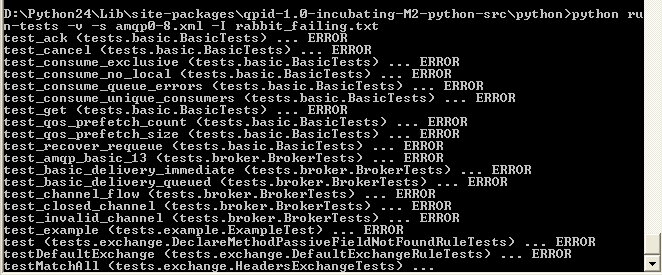 D:\Python24\Lib\site-packages\qpid-1.0-incubating-M2-python-src\python>python ru
n-tests -v -s amqp0-8.xml -I rabbit_failing.txt
test_ack (tests.basic.BasicTests) ... ERROR
test_cancel (tests.basic.BasicTests) ... ERROR
test_consume_exclusive (tests.basic.BasicTests) ... ERROR
test_consume_no_local (tests.basic.BasicTests) ... ERROR
test_consume_queue_errors (tests.basic.BasicTests) ... ERROR
test_consume_unique_consumers (tests.basic.BasicTests) ... ERROR
test_get (tests.basic.BasicTests) ... ERROR
test_qos_prefetch_count (tests.basic.BasicTests) ... ERROR
test_qos_prefetch_size (tests.basic.BasicTests) ... ERROR
test_recover_requeue (tests.basic.BasicTests) ... ERROR
test_amqp_basic_13 (tests.broker.BrokerTests) ... ERROR
test_basic_delivery_immediate (tests.broker.BrokerTests) ... ERROR
test_basic_delivery_queued (tests.broker.BrokerTests) ... ERROR
test_channel_flow (tests.broker.BrokerTests) ... ERROR
test_closed_channel (tests.broker.BrokerTests) ... ERROR
test_invalid_channel (tests.broker.BrokerTests) ... ERROR
test_example (tests.example.ExampleTest) ... ERROR
test (tests.exchange.DeclareMethodPassiveFieldNotFoundRuleTests) ... ERROR
testDefaultExchange (tests.exchange.DefaultExchangeRuleTests) ... ERROR
testMatchAll (tests.exchange.HeadersExchangeTests) ...